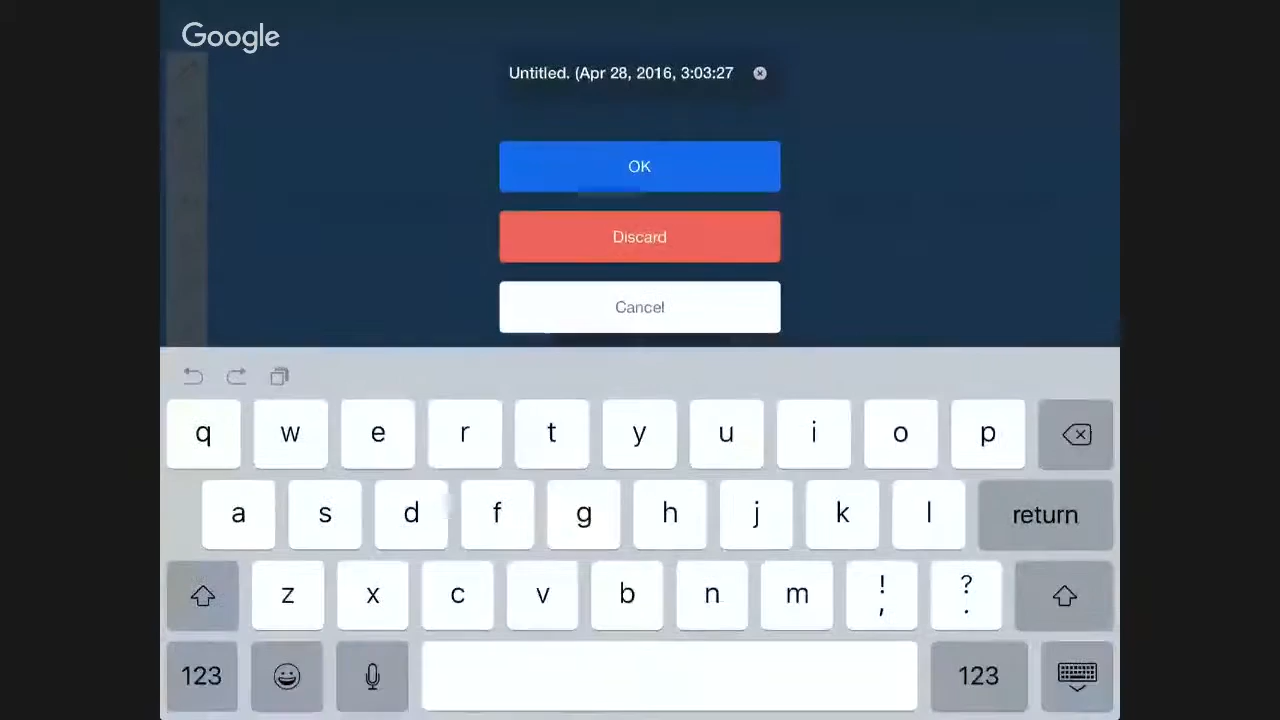 Google
Untitled. (Apr 28, 2016, 3:03:27
OK
Discard
Cancel
q w e r t y u i o p
a s d f g h j k l return
z x c v b n m ! , ? .
123 123